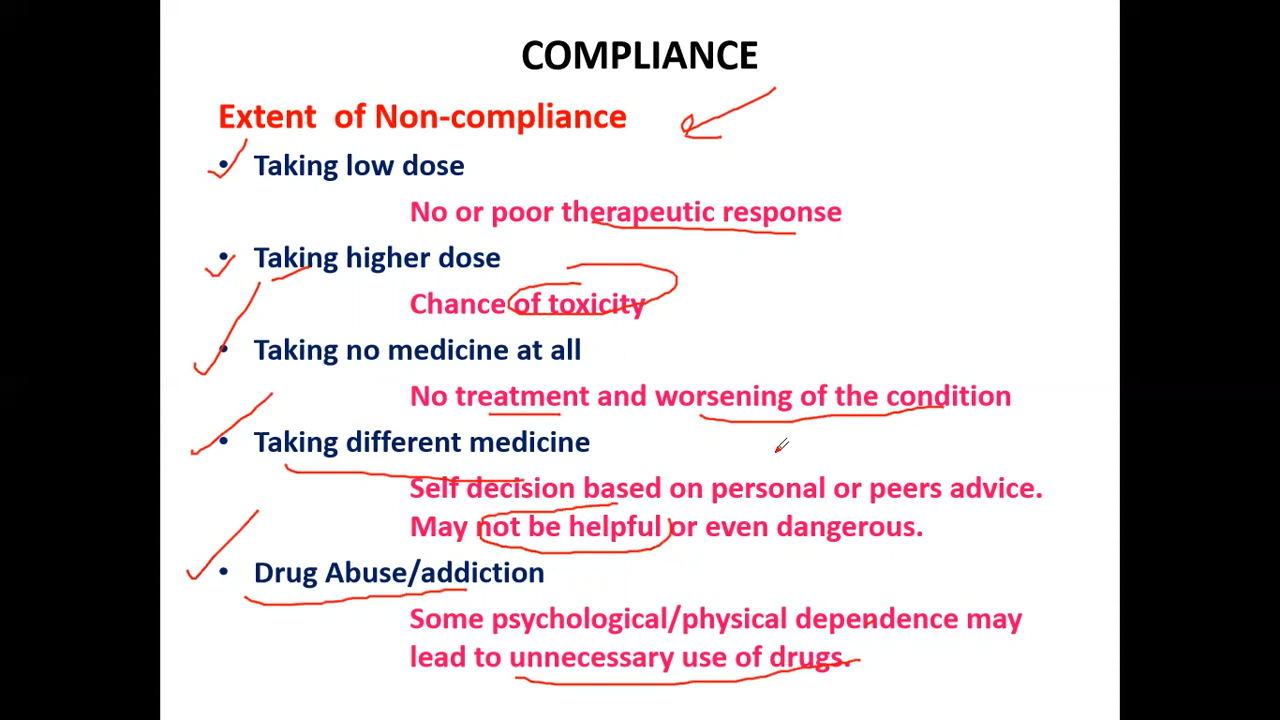 COMPLIANCE
Extent of Non-compliance
• Taking low dose
No or poor therapeutic response
• Taking higher dose
Chance of toxicity
• Taking no medicine at all
No treatment and worsening of the condition
• Taking different medicine
Self decision based on personal or peers advice.
May not be helpful or even dangerous.
• Drug Abuse/addiction
Some psychological/physical dependence may
lead to unnecessary use of drugs.